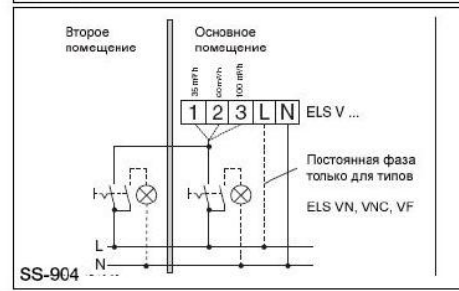 Второе
помещение
Основное
помещение
35 m³/h
60 m³/h
100 m³/h
1 2 3 L N ELS V ...
Постоянная фаза
только для типов
ELS VN, VNC, VF
L
N
SS-904